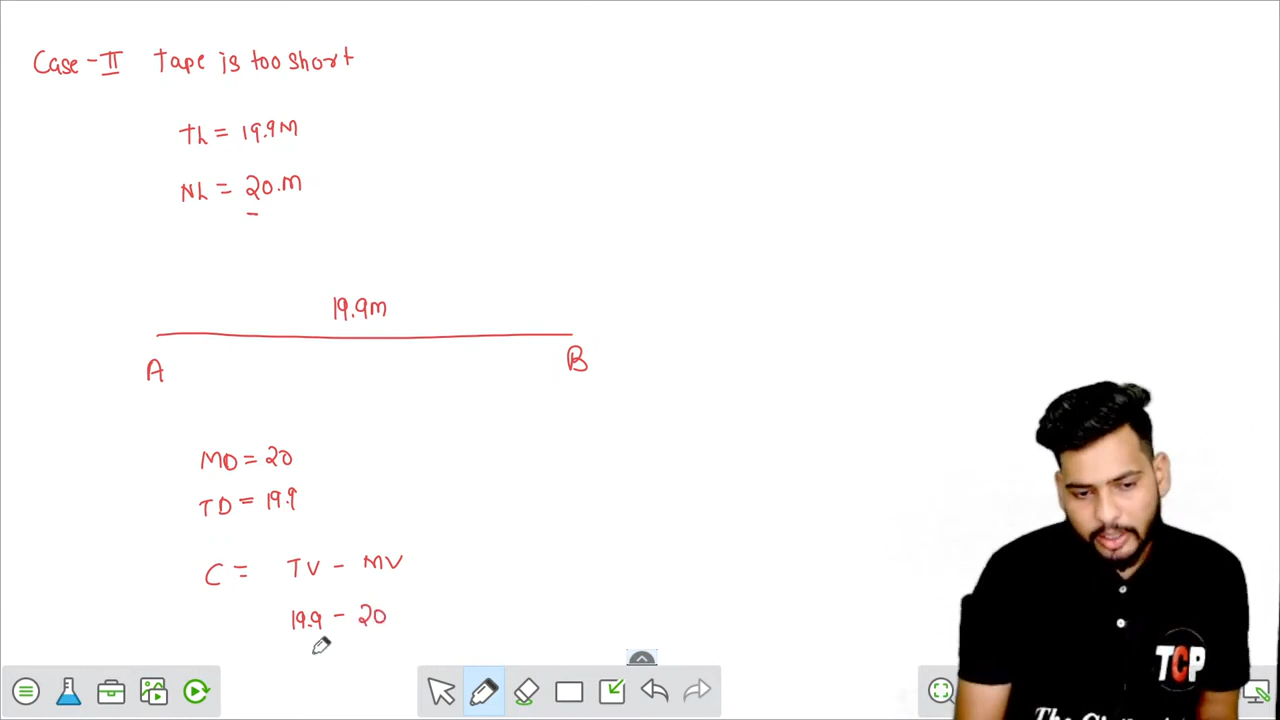 Case-II Tape is too short
TL = 19.9M
NL = 20.M
19.9m
A
B
MD = 20
TD = 19.9
C = TV - MV
19.9 - 20
TCP